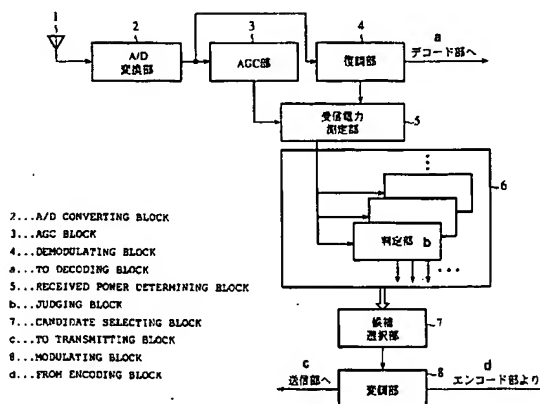 1
2
3
4
a
A/D
変換部
AGC部
復調部
デコード部へ
受信電力
測定部
5
6
判定部 b
候補
選択部
7
c
送信部へ
変調部
8
d
エンコード部より
2...A/D CONVERTING BLOCK
3...AGC BLOCK
4...DEMODULATING BLOCK
a...TO DECODING BLOCK
5...RECEIVED POWER DETERMINING BLOCK
b...JUDGING BLOCK
7...CANDIDATE SELECTING BLOCK
c...TO TRANSMITTING BLOCK
8...MODULATING BLOCK
d...FROM ENCODING BLOCK